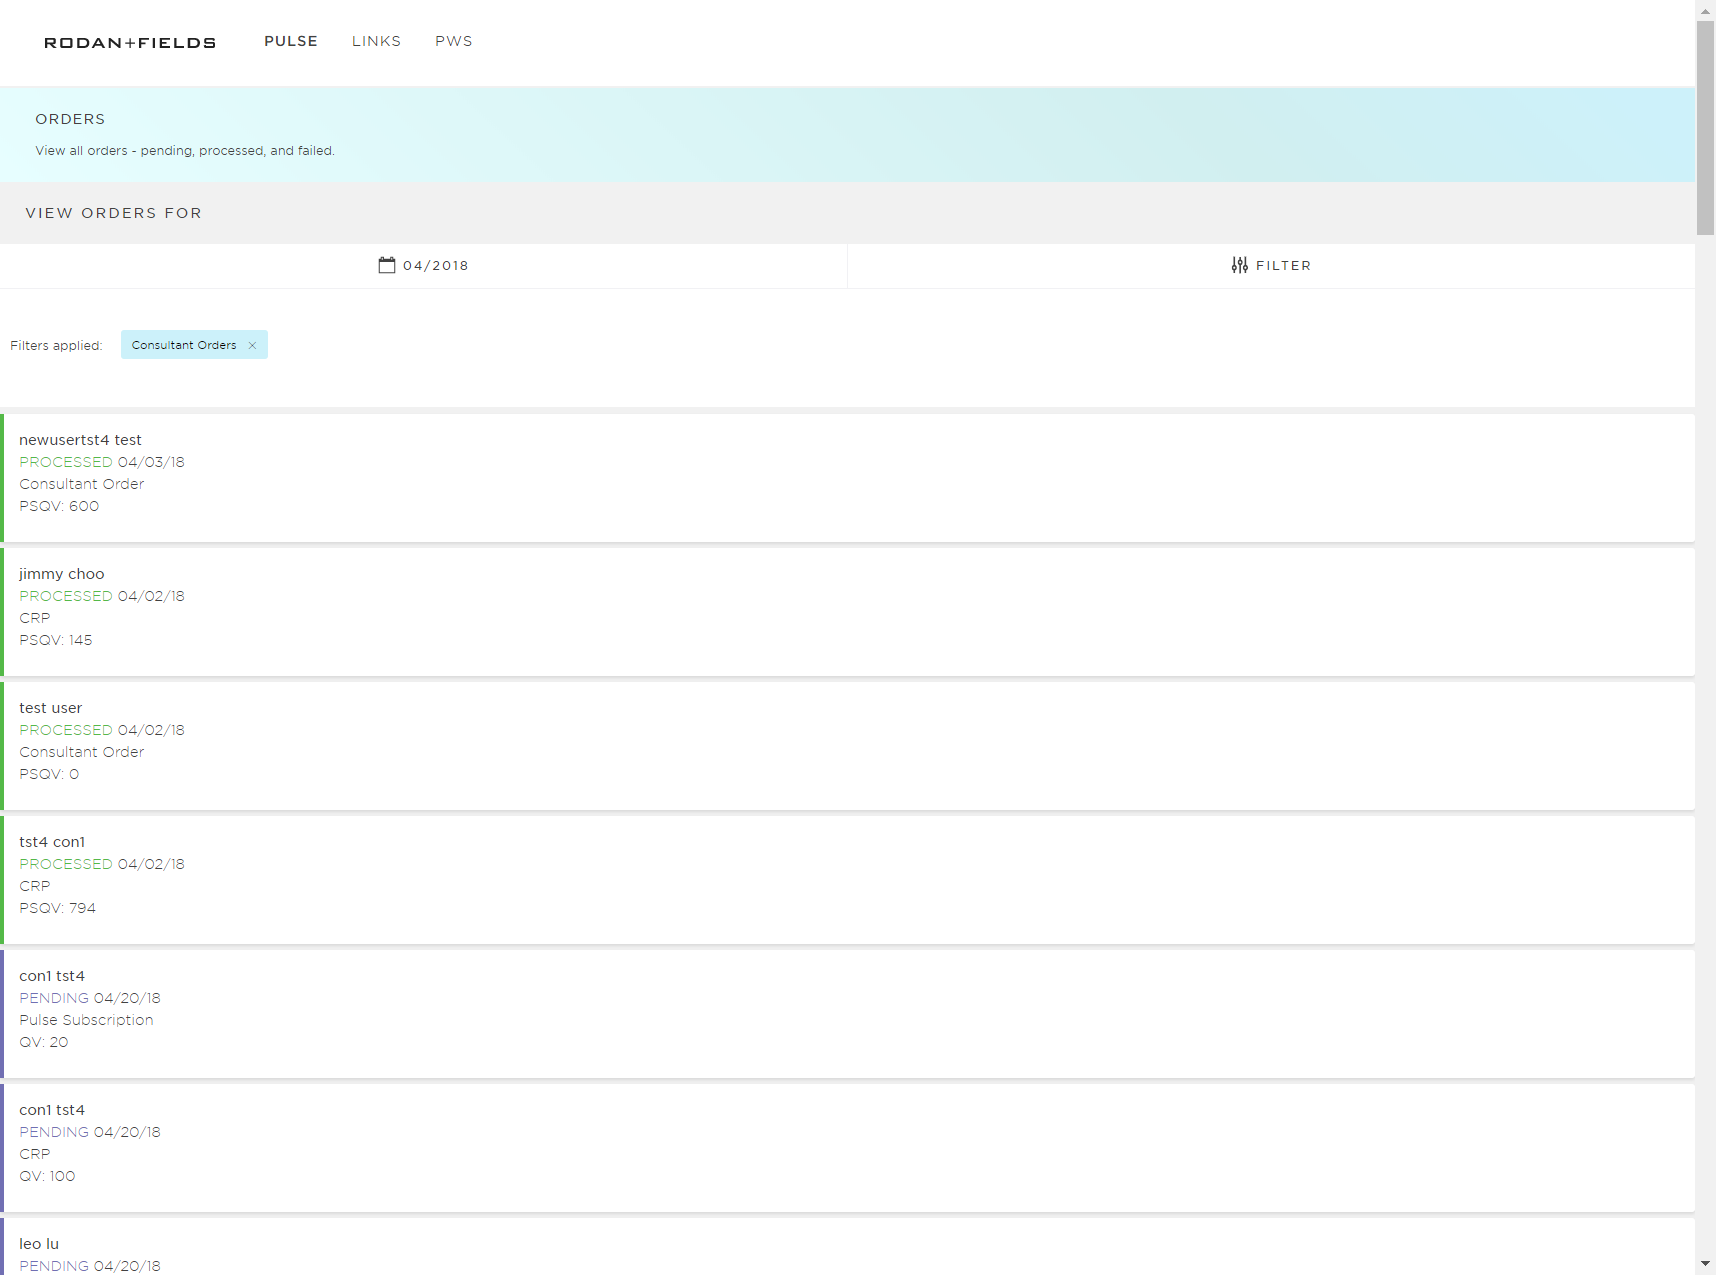 RODAN+FIELDS PULSE LINKS PWS
ORDERS
View all orders - pending, processed, and failed.
VIEW ORDERS FOR
04/2018 FILTER
Filters applied: Consultant Orders ×
newusertst4 test
PROCESSED 04/03/18
Consultant Order
PSQV: 600
jimmy choo
PROCESSED 04/02/18
CRP
PSQV: 145
test user
PROCESSED 04/02/18
Consultant Order
PSQV: 0
tst4 con1
PROCESSED 04/02/18
CRP
PSQV: 794
con1 tst4
PENDING 04/20/18
Pulse Subscription
QV: 20
con1 tst4
PENDING 04/20/18
CRP
QV: 100
leo lu
PENDING 04/20/18